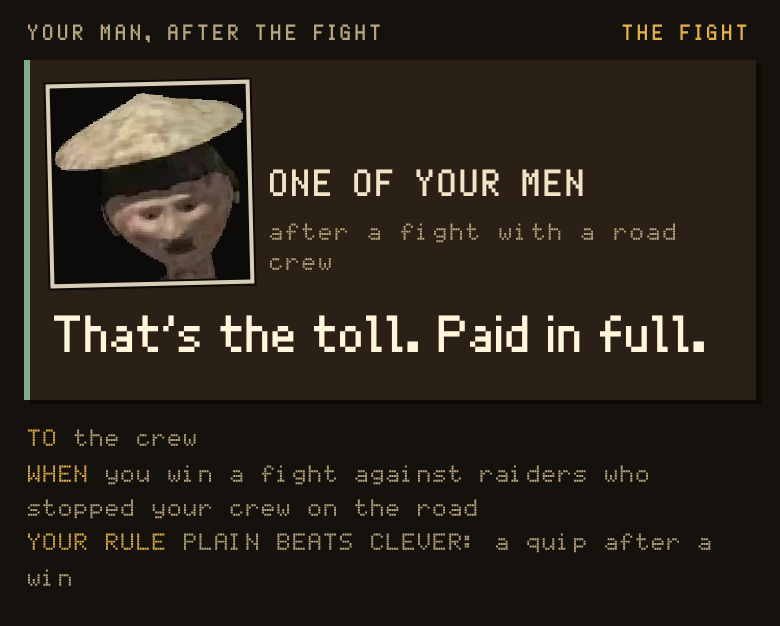 YOUR MAN, AFTER THE FIGHT
THE FIGHT
ONE OF YOUR MEN
after a fight with a road
crew
That's the toll. Paid in full.
TO the crew
WHEN you win a fight against raiders who
stopped your crew on the road
YOUR RULE PLAIN BEATS CLEVER: a quip after a
win